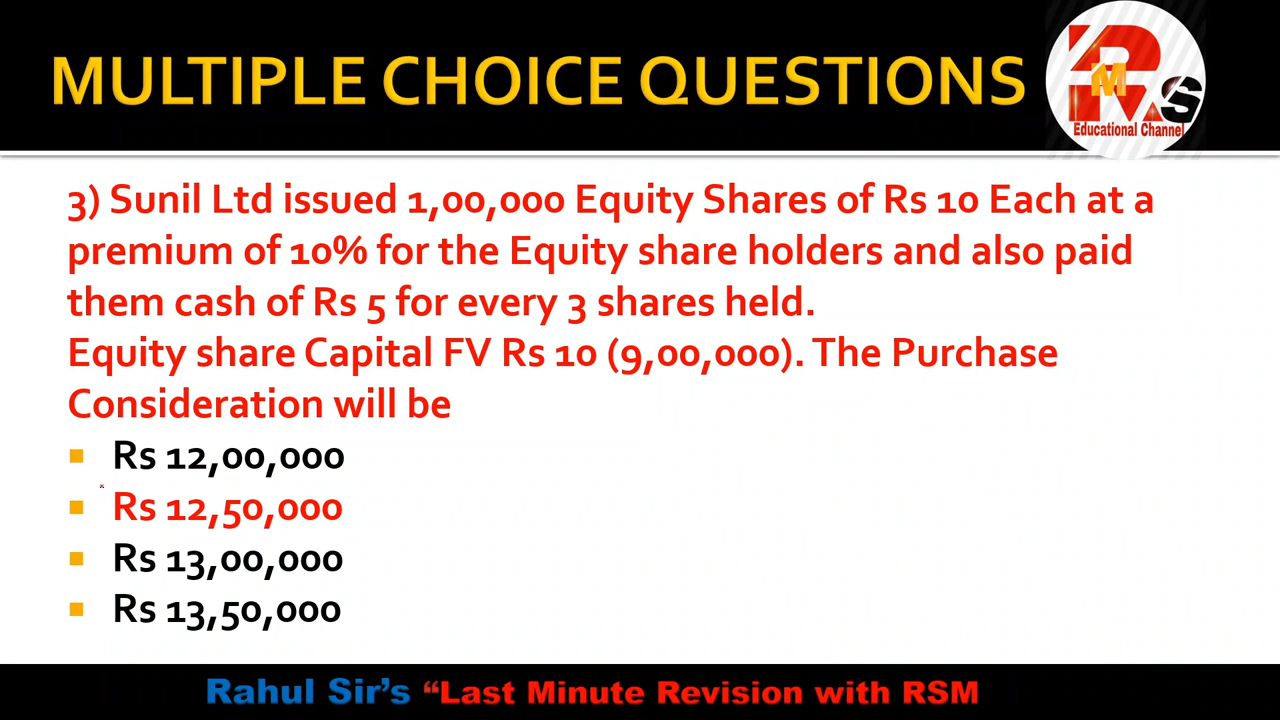 MULTIPLE CHOICE QUESTIONS
R
M
S
Educational Channel
3) Sunil Ltd issued 1,00,000 Equity Shares of Rs 10 Each at a
premium of 10% for the Equity share holders and also paid
them cash of Rs 5 for every 3 shares held.
Equity share Capital FV Rs 10 (9,00,000). The Purchase
Consideration will be
Rs 12,00,000
Rs 12,50,000
Rs 13,00,000
Rs 13,50,000
Rahul Sir's “Last Minute Revision with RSM